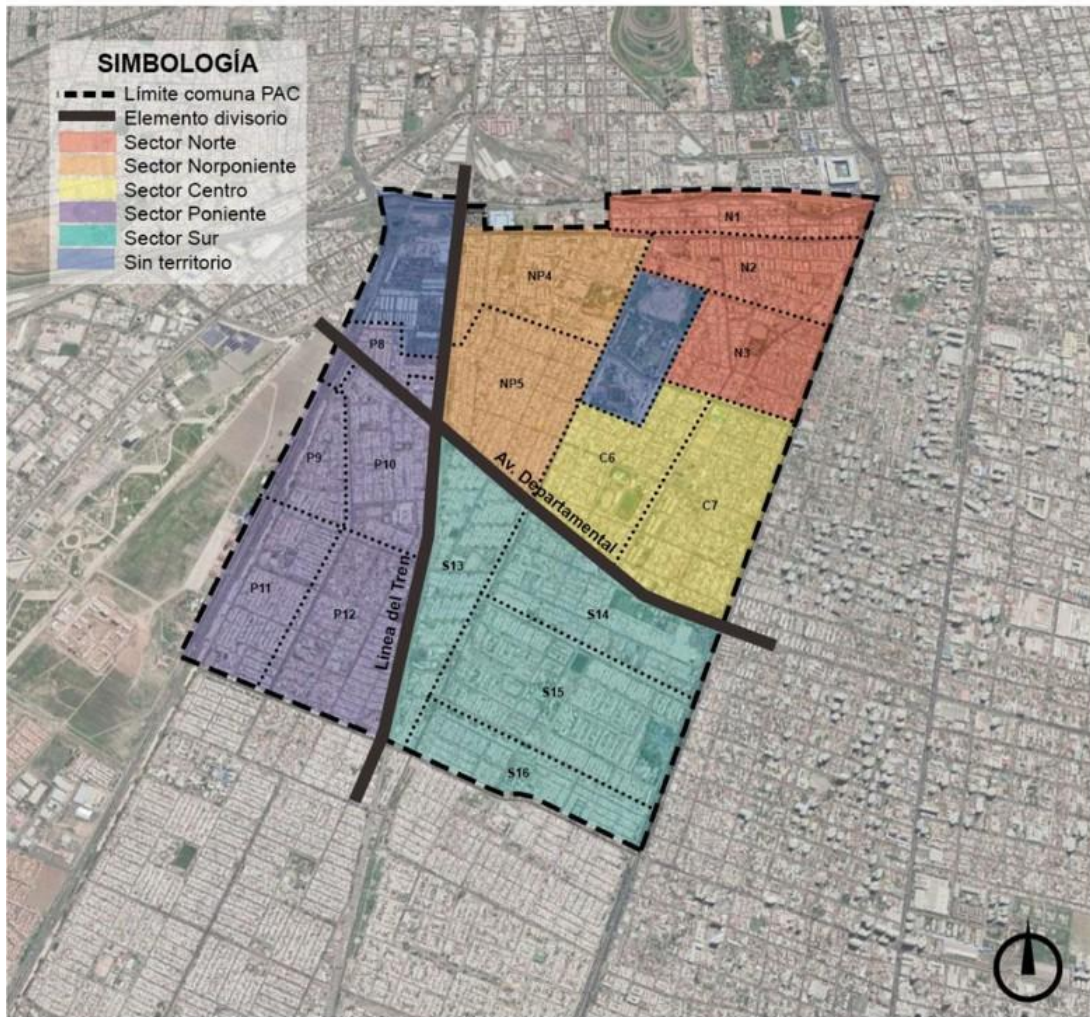 SIMBOLOGÍA
Límite comuna PAC
Elemento divisorio
Sector Norte
Sector Norponiente
Sector Centro
Sector Poniente
Sector Sur
Sin territorio
N1
N2
NP4
P8
N3
NP5
P9
P10
C6
Av. Departamental
C7
S13
P11
P12
Linea del Tren
S14
S15
S16